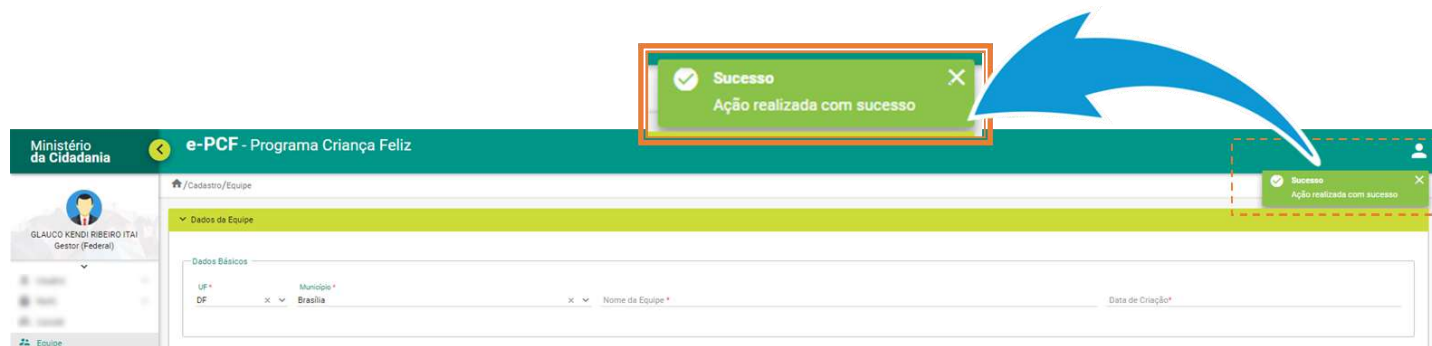 Sucesso
Ação realizada com sucesso
Ministério
da Cidadania
e-PCF - Programa Criança Feliz
/Cadastro/Equipe
Sucesso
Ação realizada com sucesso
Dados da Equipe
GLAUCO KENDI RIBEIRO ITAI
Gestor (Federal)
Dados Básicos
UF * Município *
DF Brasília Nome da Equipe * Data de Criação*
Equipe